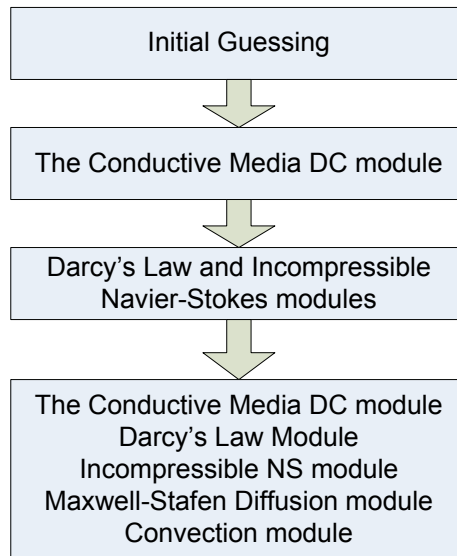 Initial Guessing
The Conductive Media DC module
Darcy's Law and Incompressible
Navier-Stokes modules
The Conductive Media DC module
Darcy's Law Module
Incompressible NS module
Maxwell-Stafen Diffusion module
Convection module